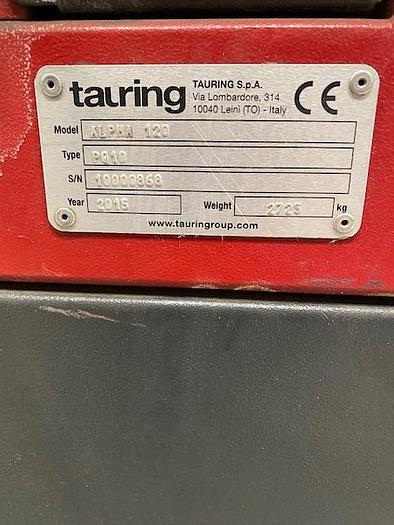 tauring
TAURING S.p.A.
Via Lombardore, 314
10040 Leinì (TO) - Italy
CE
Model ALPHA 120
Type P010
S/N 10000868
Year 2015 Weight 2725 kg
www.tauringroup.com